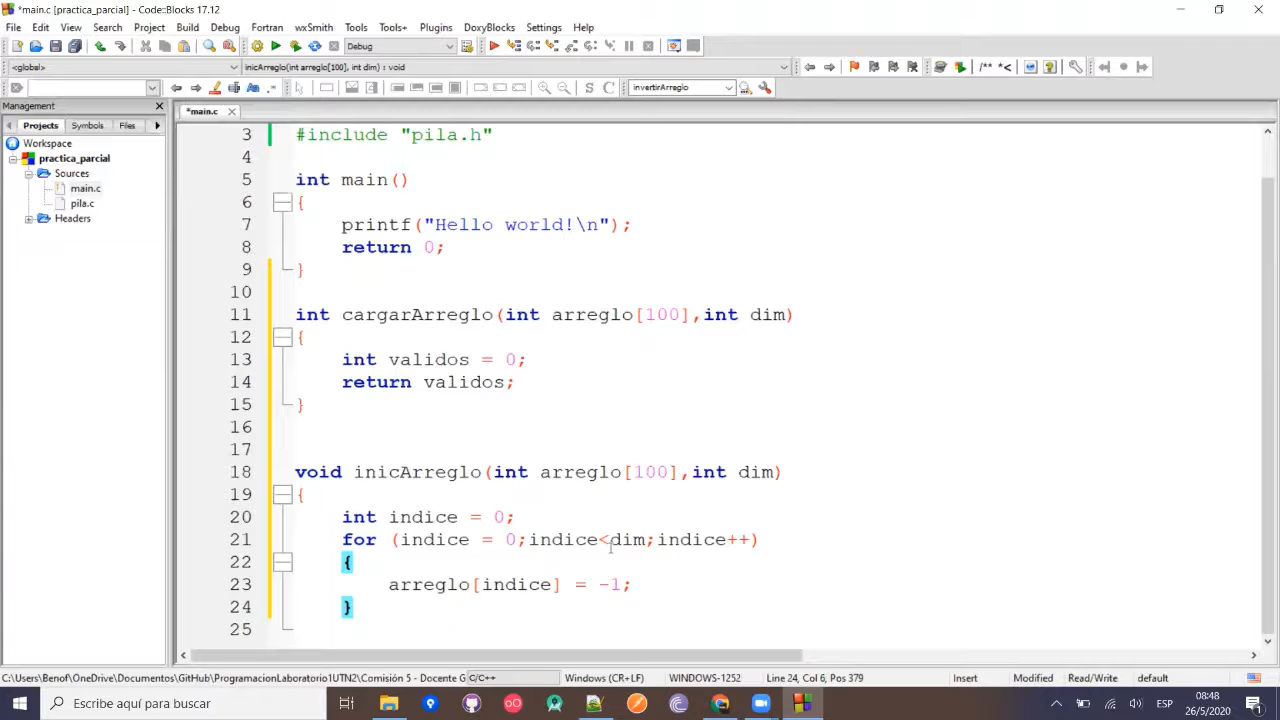 *main.c [practica_parcial] - Code::Blocks 17.12
File Edit View Search Project Build Debug Fortran wxSmith Tools Tools+ Plugins DoxyBlocks Settings Help
Debug
<global> inicArreglo(int arreglo[100], int dim) : void
/** *< 
S C invertirArreglo
Management
*main.c
Projects Symbols Files
Workspace
practica_parcial
Sources
main.c
pila.c
Headers
3 #include "pila.h"
4
5 int main()
6 {
7 printf("Hello world!\n");
8 return 0;
9 }
10
11 int cargarArreglo(int arreglo[100],int dim)
12 {
13 int validos = 0;
14 return validos;
15 }
16
17
18 void inicArreglo(int arreglo[100],int dim)
19 {
20 int indice = 0;
21 for (indice = 0;indice<dim;indice++)
22 {
23 arreglo[indice] = -1;
24 }
25
C:\Users\Benof\OneDrive\Documentos\GitHub\ProgramacionLaboratorio1UTN2\Comisión 5 - Docente G C/C++ Windows (CR+LF) WINDOWS-1252 Line 24, Col 6, Pos 379 Insert Modified Read/Write default
Escribe aquí para buscar
ESP
08:48
26/5/2020